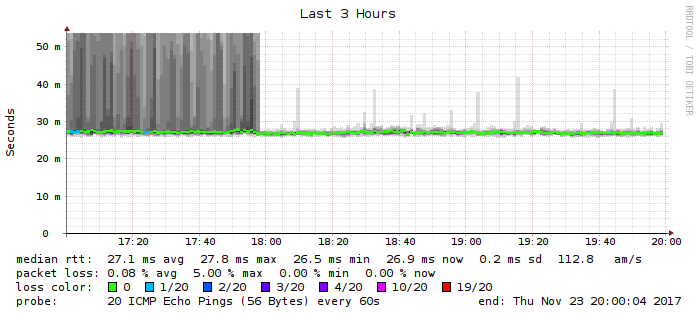 Last 3 Hours
RRDTOOL / TOBI OETIKER
Seconds
50 m
40 m
30 m
20 m
10 m
0
17:20 17:40 18:00 18:20 18:40 19:00 19:20 19:40 20:00
median rtt: 27.1 ms avg 27.8 ms max 26.5 ms min 26.9 ms now 0.2 ms sd 112.8 am/s
packet loss: 0.08 % avg 5.00 % max 0.00 % min 0.00 % now
loss color: 0 1/20 2/20 3/20 4/20 10/20 19/20
probe: 20 ICMP Echo Pings (56 Bytes) every 60s end: Thu Nov 23 20:00:04 2017